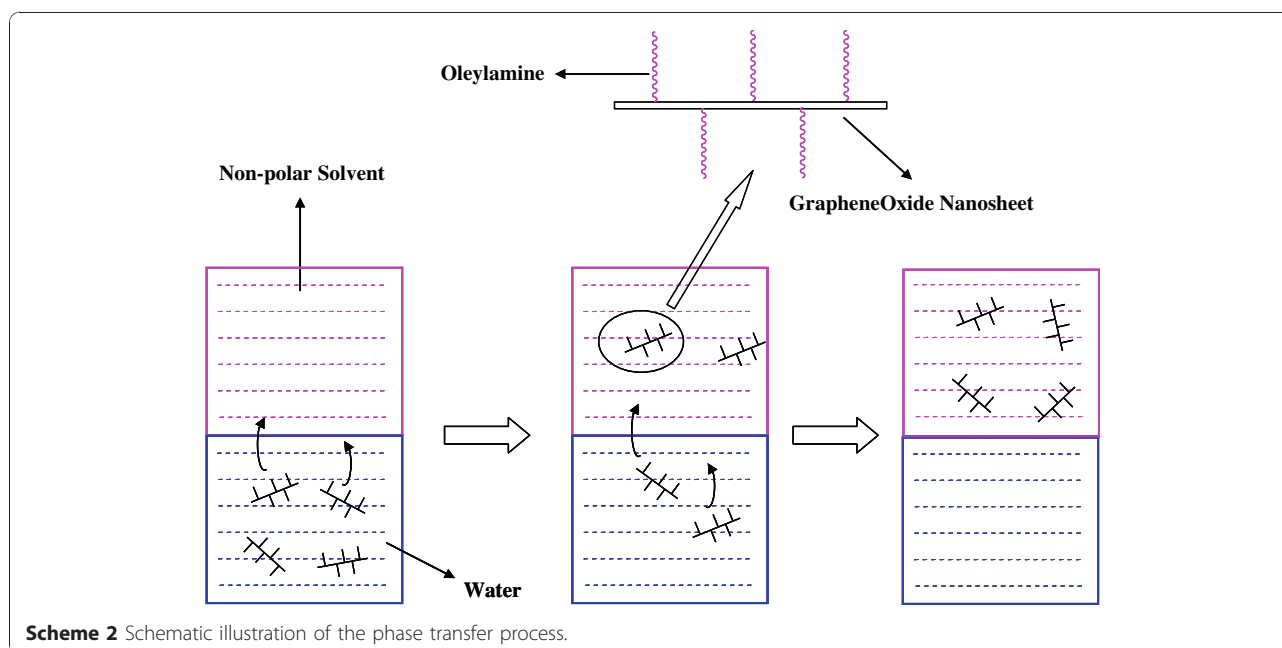 Oleylamine
Non-polar Solvent
GrapheneOxide Nanosheet
Water
Scheme 2 Schematic illustration of the phase transfer process.